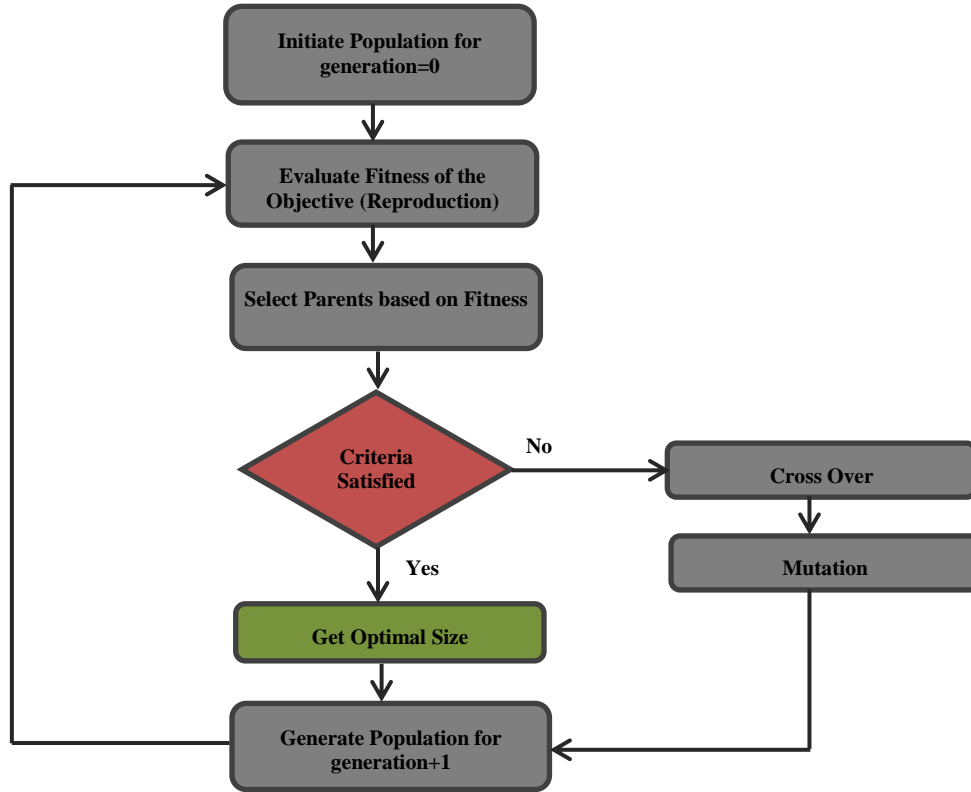 Initiate Population for
generation=0
Evaluate Fitness of the
Objective (Reproduction)
Select Parents based on Fitness
Criteria
Satisfied
No
Cross Over
Mutation
Yes
Get Optimal Size
Generate Population for
generation+1